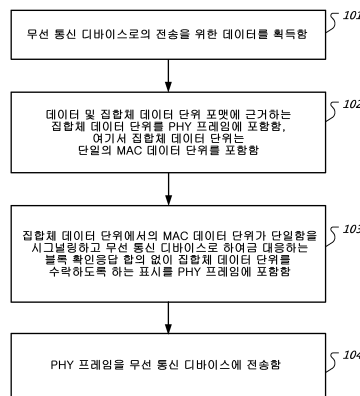 101
무선 통신 디바이스로의 전송을 위한 데이터를 획득함
102
데이터 및 집합체 데이터 단위 포맷에 근거하는
집합체 데이터 단위를 PHY 프레임에 포함함,
여기서 집합체 데이터 단위는
단일의 MAC 데이터 단위를 포함함
103
집합체 데이터 단위에서의 MAC 데이터 단위가 단일함을
시그널링하고 무선 통신 디바이스로 하여금 대응하는
블록 확인응답 합의 없이 집합체 데이터 단위를
수락하도록 하는 표시를 PHY 프레임에 포함함
104
PHY 프레임을 무선 통신 디바이스에 전송함